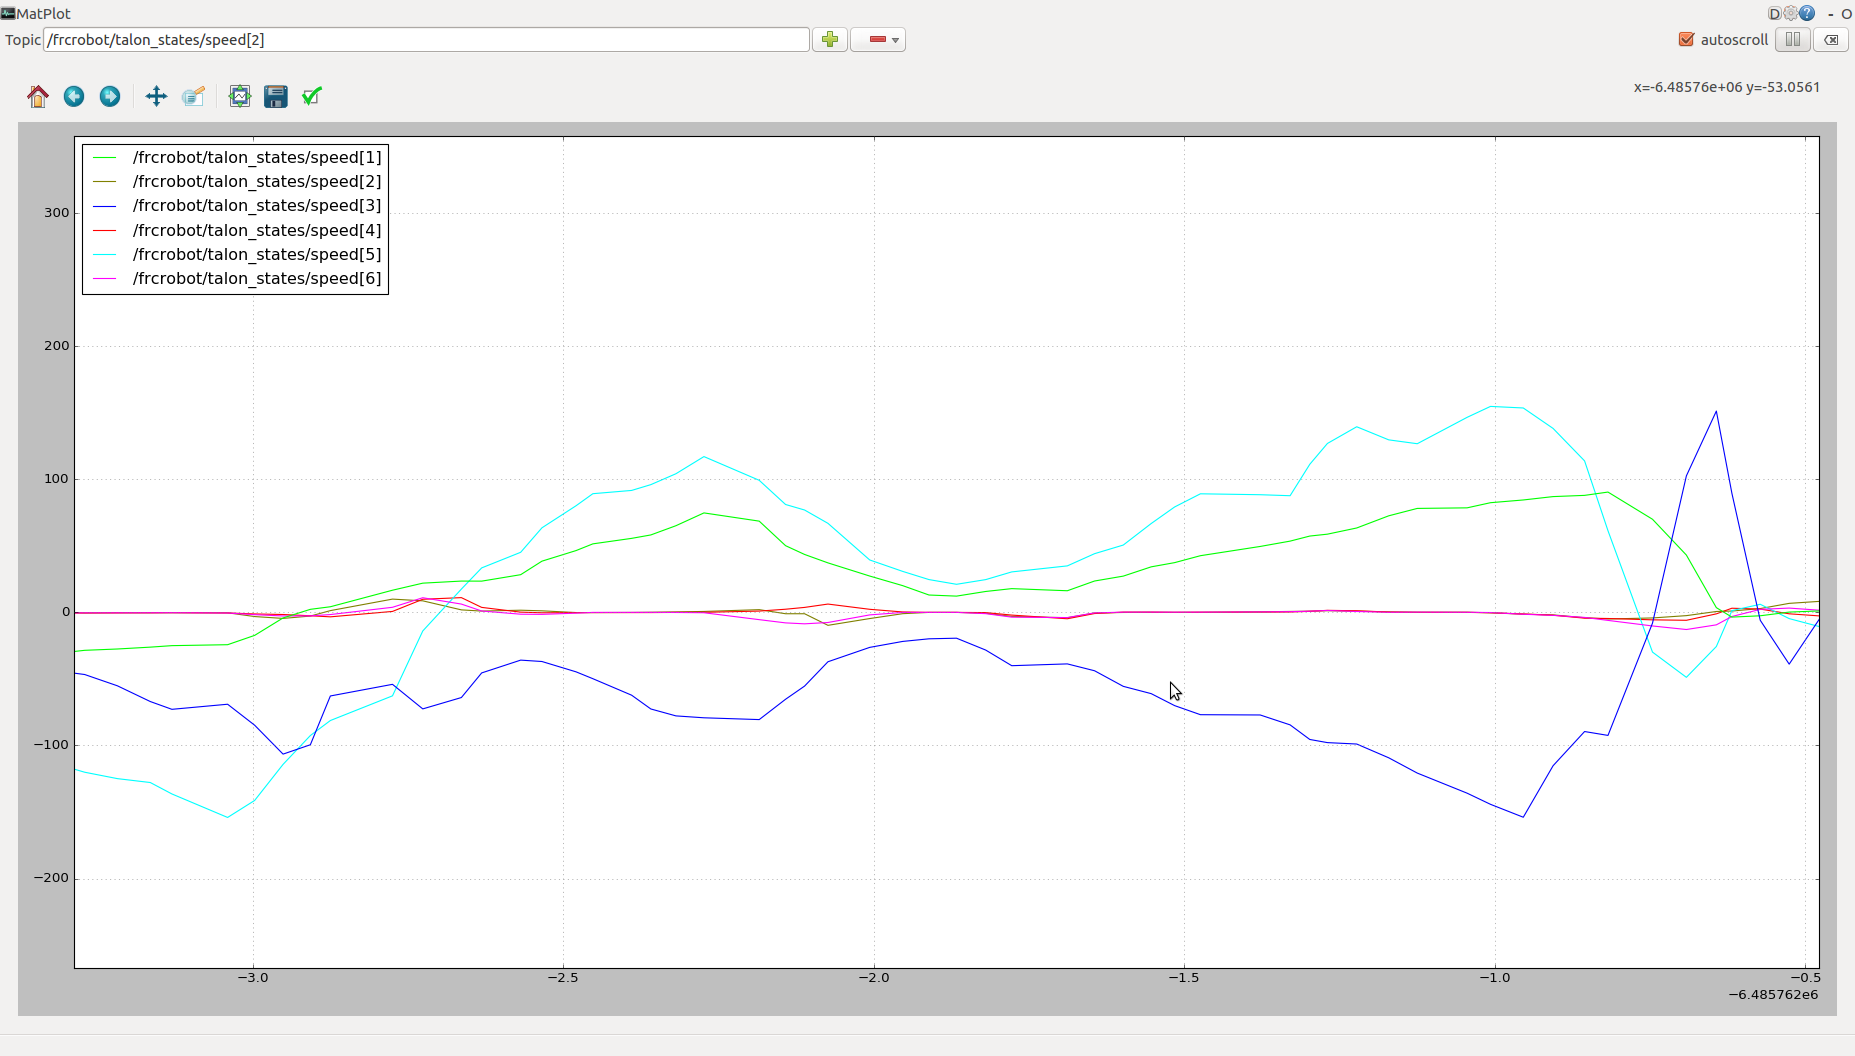 MatPlot
D ? - O
Topic /frcrobot/talon_states/speed[2]
autoscroll
x=-6.48576e+06 y=-53.0561
/frcrobot/talon_states/speed[1]
/frcrobot/talon_states/speed[2]
/frcrobot/talon_states/speed[3]
/frcrobot/talon_states/speed[4]
/frcrobot/talon_states/speed[5]
/frcrobot/talon_states/speed[6]
300
200
100
0
−100
−200
−3.0 −2.5 −2.0 −1.5 −1.0 −0.5
−6.485762e6